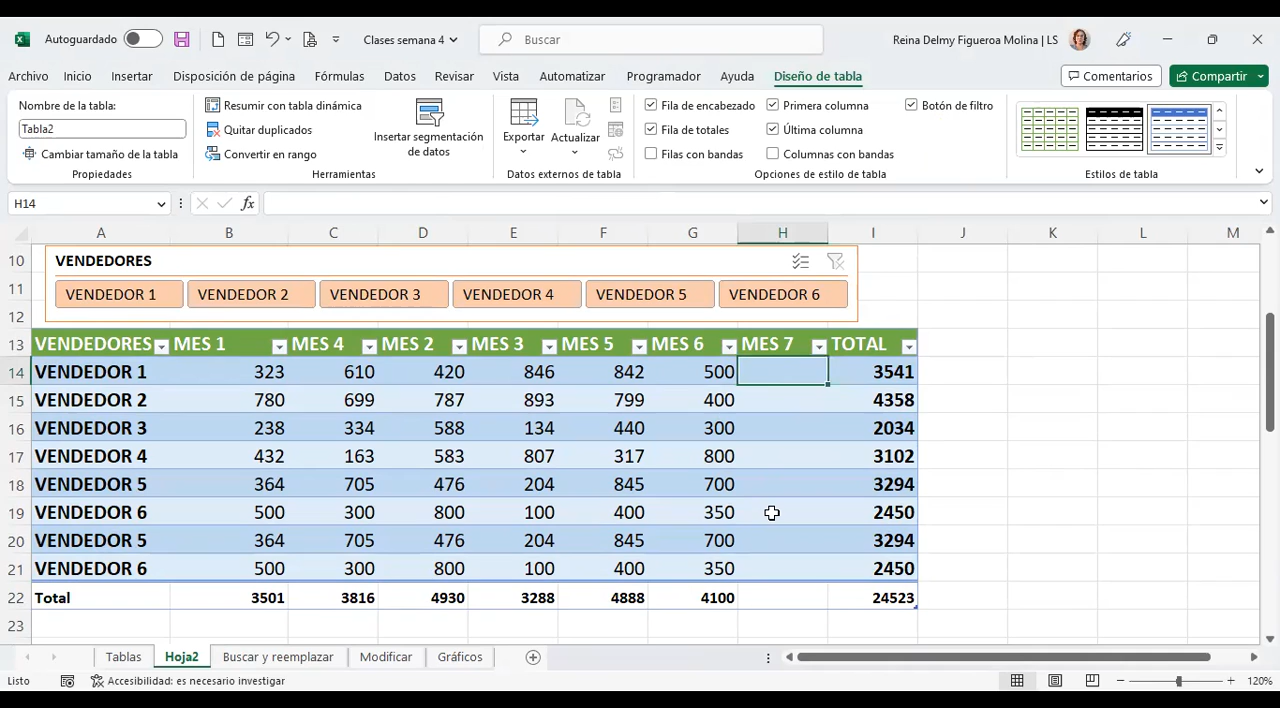 Autoguardado
Clases semana 4
Buscar
Reina Delmy Figueroa Molina | LS
Archivo Inicio Insertar Disposición de página Fórmulas Datos Revisar Vista Automatizar Programador Ayuda Diseño de tabla Comentarios Compartir
Nombre de la tabla:
Tabla2
Cambiar tamaño de la tabla
Propiedades
Resumir con tabla dinámica
Quitar duplicados
Convertir en rango
Insertar segmentación
de datos
Herramientas
Exportar
Actualizar
Datos externos de tabla
Fila de encabezado
Primera columna
Botón de filtro
Fila de totales
Última columna
Filas con bandas
Columnas con bandas
Opciones de estilo de tabla
Estilos de tabla
H14
fx
A B C D E F G H I J K L M
10 VENDEDORES
11 VENDEDOR 1 VENDEDOR 2 VENDEDOR 3 VENDEDOR 4 VENDEDOR 5 VENDEDOR 6
12
13 VENDEDORES MES 1 MES 4 MES 2 MES 3 MES 5 MES 6 MES 7 TOTAL
14 VENDEDOR 1 323 610 420 846 842 500 3541
15 VENDEDOR 2 780 699 787 893 799 400 4358
16 VENDEDOR 3 238 334 588 134 440 300 2034
17 VENDEDOR 4 432 163 583 807 317 800 3102
18 VENDEDOR 5 364 705 476 204 845 700 3294
19 VENDEDOR 6 500 300 800 100 400 350 2450
20 VENDEDOR 5 364 705 476 204 845 700 3294
21 VENDEDOR 6 500 300 800 100 400 350 2450
22 Total 3501 3816 4930 3288 4888 4100 24523
23
Tablas Hoja2 Buscar y reemplazar Modificar Gráficos
Listo Accesibilidad: es necesario investigar 120%